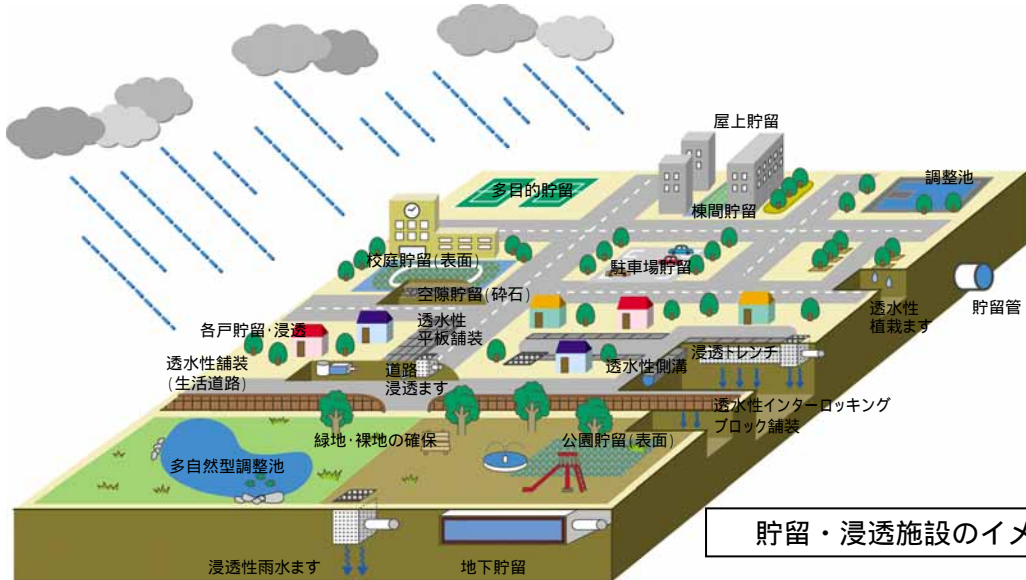 屋上貯留
多目的貯留
調整池
棟間貯留
校庭貯留(表面)
駐車場貯留
空隙貯留(砕石)
貯留管
透水性
植栽ます
各戸貯留・浸透
透水性
平板舗装
透水性舗装
(生活道路)
道路
浸透ます
透水性側溝
浸透トレンチ
透水性インターロッキング
ブロック舗装
緑地・裸地の確保
公園貯留(表面)
多自然型調整池
浸透性雨水ます
地下貯留
貯留・浸透施設のイメ